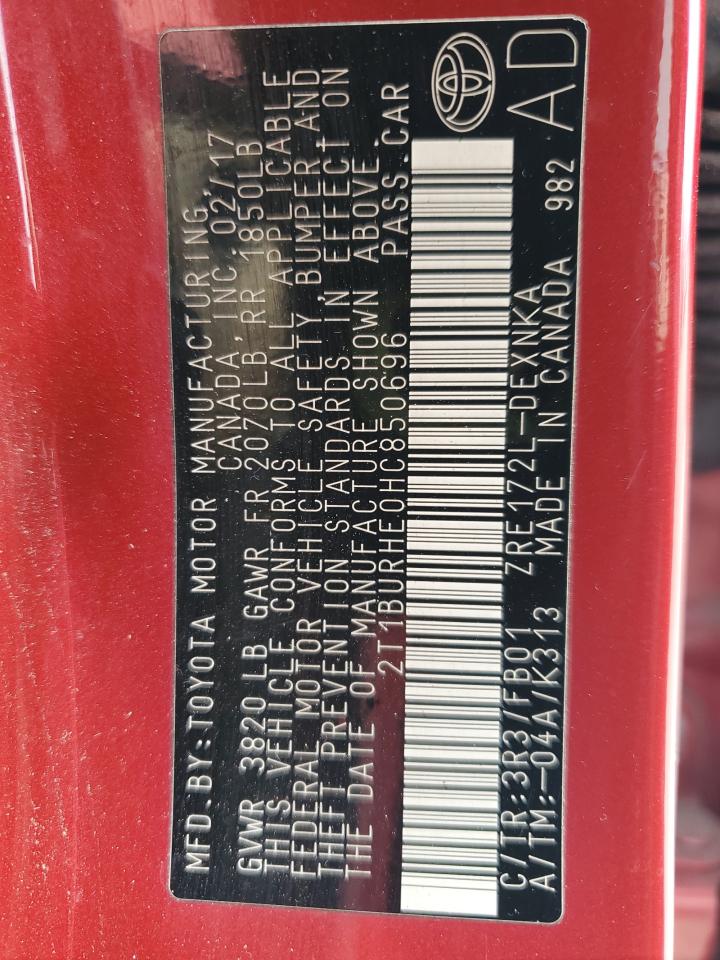 MFD.BY:TOYOTA MOTOR MANUFACTURING
CANADA, INC. 02/17
GVWR 3820 LB GAWR FR 2070LB, RR 1850LB
THIS VEHICLE CONFORMS TO ALL APPLICABLE
FEDERAL MOTOR VEHICLE SAFETY, BUMPER, AND
THEFT PREVENTION STANDARDS IN EFFECT ON
THE DATE OF MANUFACTURE SHOWN ABOVE.
2T1BURHE0HC850696 PASS.CAR
C/TR:3R3/FB01 ZRE172L-DEXNKA AD
A/TM:-04A/K313 MADE IN CANADA 982